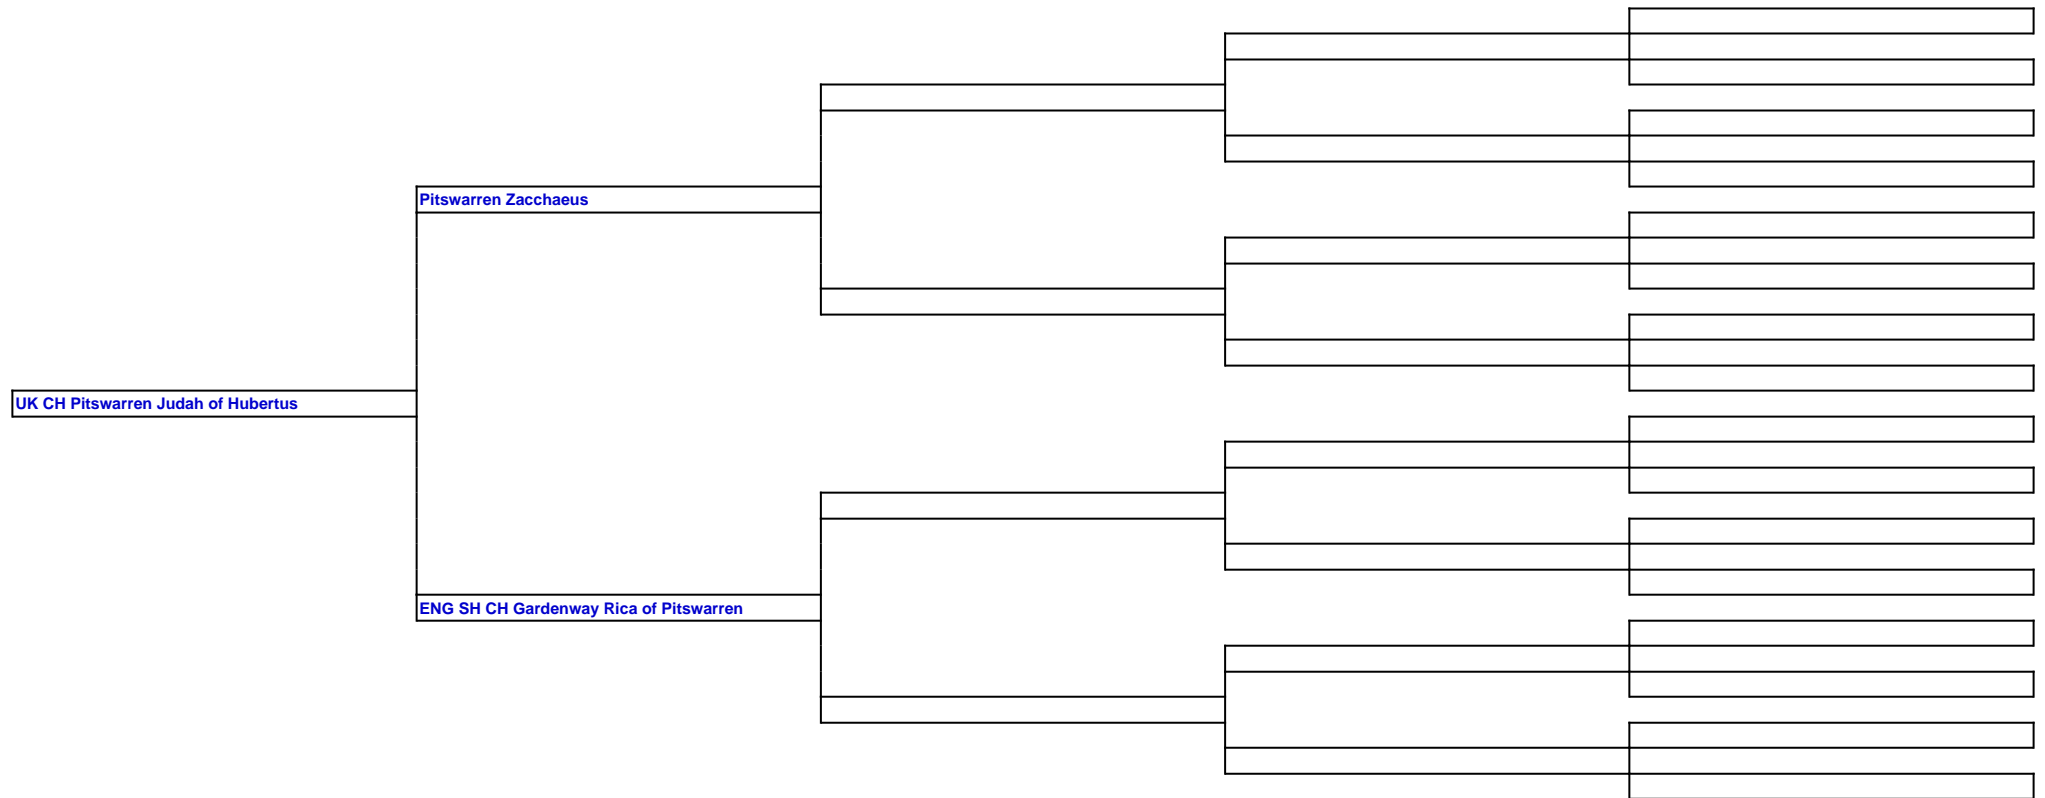 Pitswarren Zacchaeus
UK CH Pitswarren Judah of Hubertus
ENG SH CH Gardenway Rica of Pitswarren